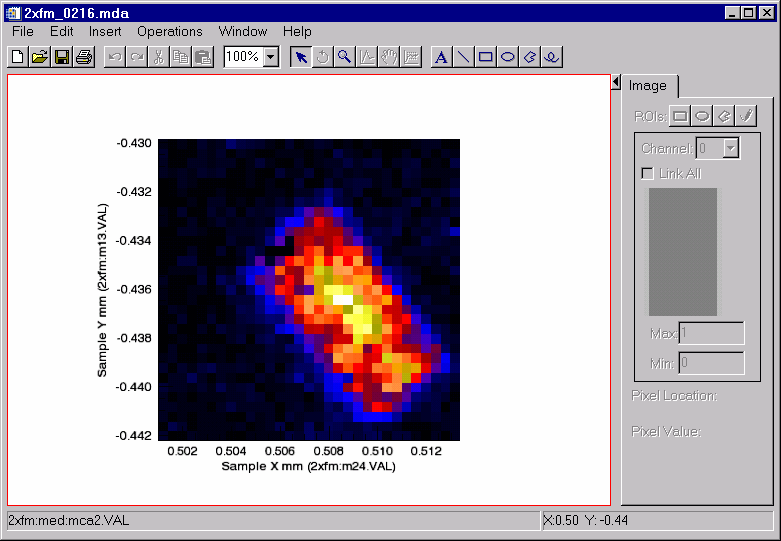 2xfm_0216.mda
File Edit Insert Operations Window Help
100% A
Image
ROIs:
Channel: 0
Link All
Max: 1
Min: 0
Pixel Location:
Pixel Value:
-0.430
-0.432
-0.434
-0.436
-0.438
-0.440
-0.442
Sample Y mm (2xfm:m13.VAL)
0.502 0.504 0.506 0.508 0.510 0.512
Sample X mm (2xfm:m24.VAL)
2xfm:med:mca2.VAL
X:0.50 Y: -0.44